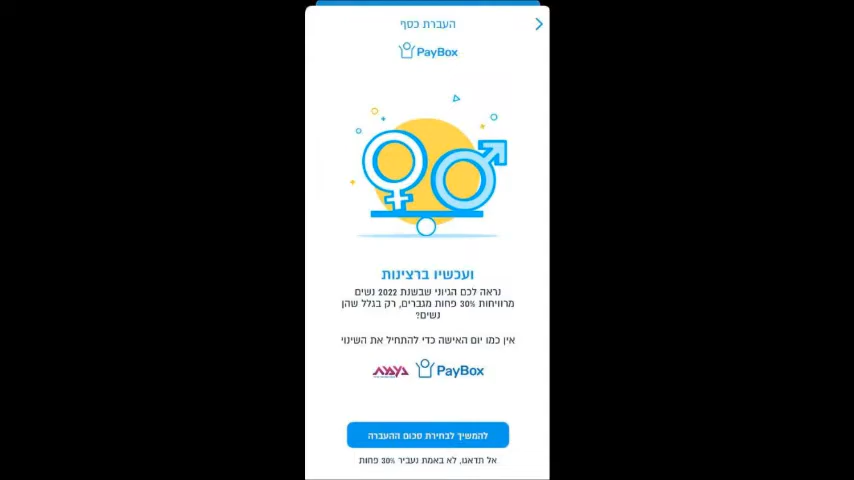 העברת כסף
PayBox
ועכשיו ברצינות
נראה לכם הגיוני שבשנת 2022 נשים
מרוויחות 30% פחות מגברים, רק בגלל שהן
נשים?
אין כמו יום האישה כדי להתחיל את השינוי
PayBox נעמת
להמשיך לבחירת סכום ההעברה
אל תדאגו, לא באמת נעביר 30% פחות